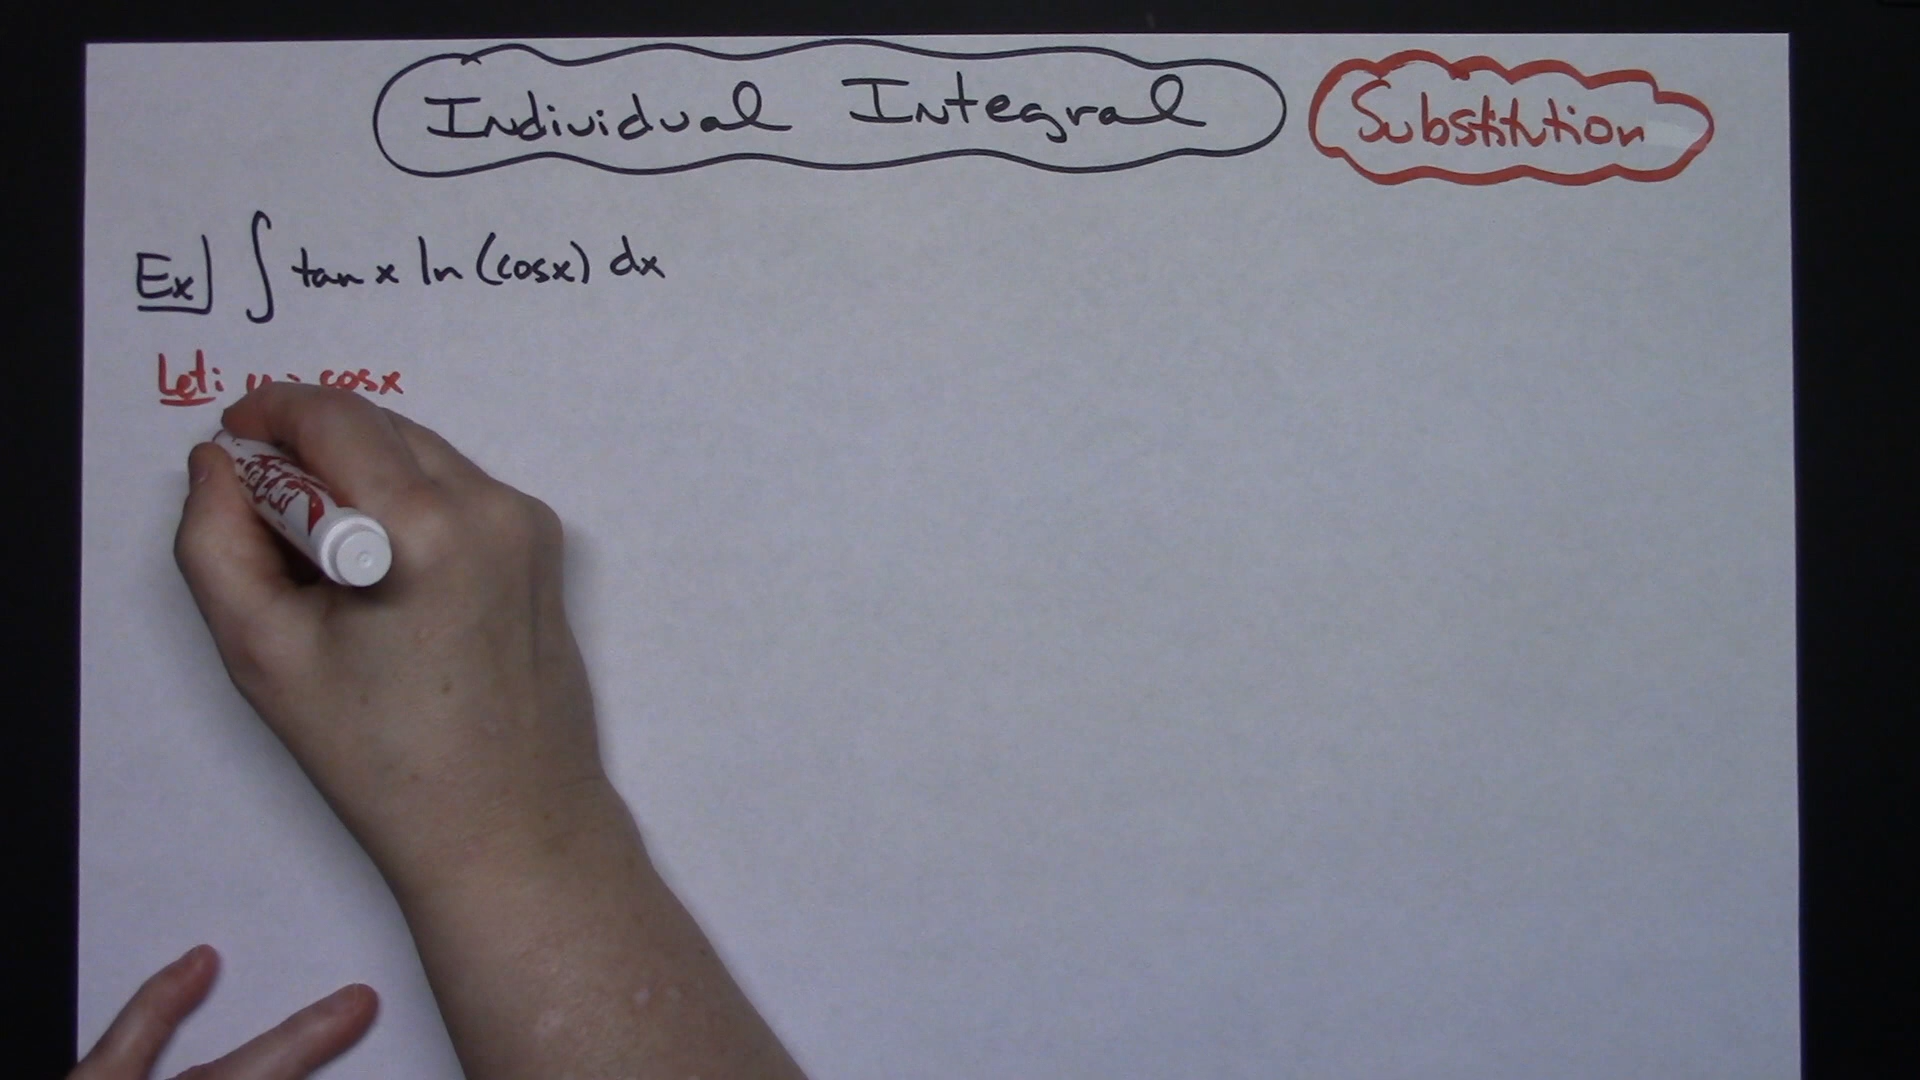 Individual Integral
Substitution
Ex] ∫ tan x ln (cosx) dx
Let: u = cosx